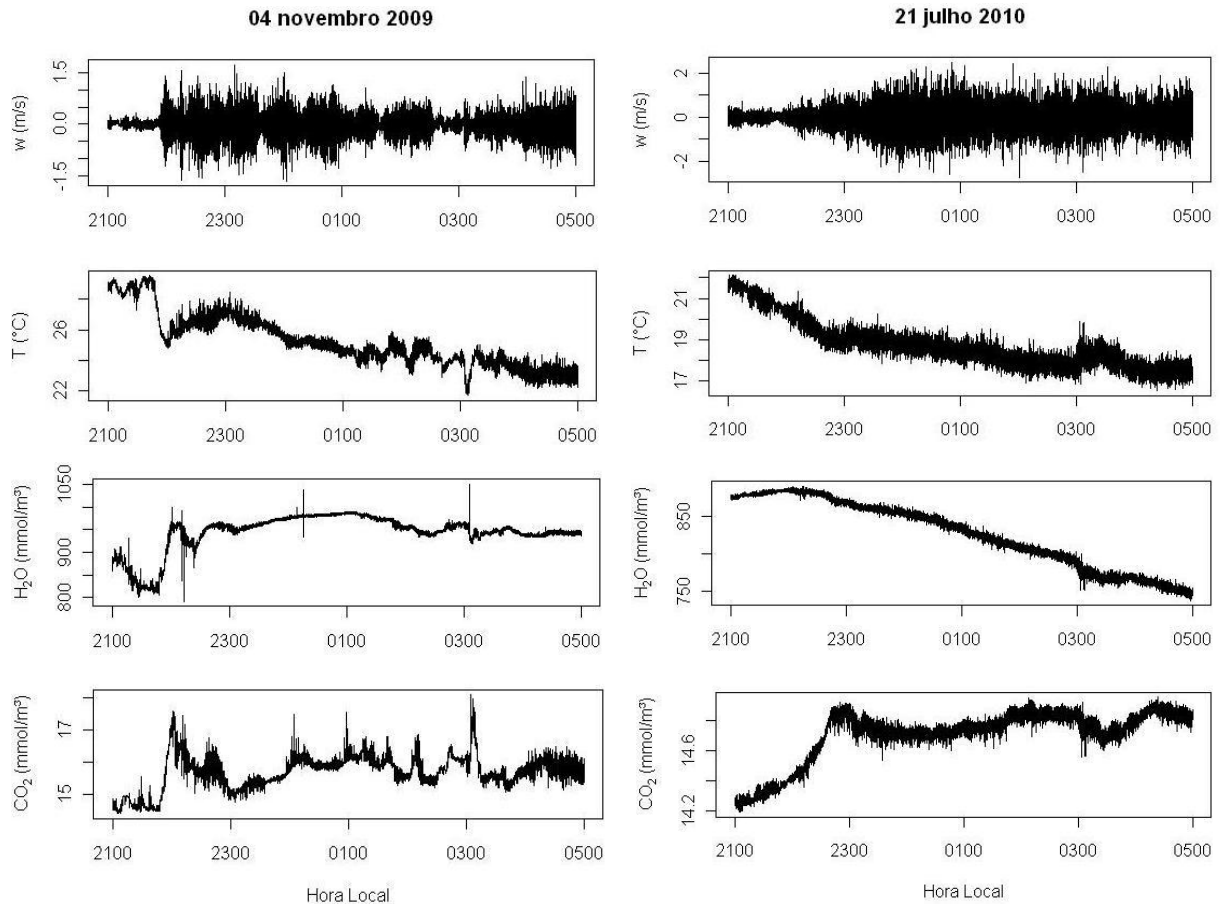 04 novembro 2009
21 julho 2010
w (m/s)
1.5
0.0
-1.5
2100 2300 0100 0300 0500
w (m/s)
2
0
-2
2100 2300 0100 0300 0500
T (°C)
26
22
2100 2300 0100 0300 0500
T (°C)
21
19
17
2100 2300 0100 0300 0500
H₂O (mmol/m³)
1050
900
800
2100 2300 0100 0300 0500
H₂O (mmol/m³)
850
750
2100 2300 0100 0300 0500
CO₂ (mmol/m³)
17
15
2100 2300 0100 0300 0500
Hora Local
CO₂ (mmol/m³)
14.6
14.2
2100 2300 0100 0300 0500
Hora Local